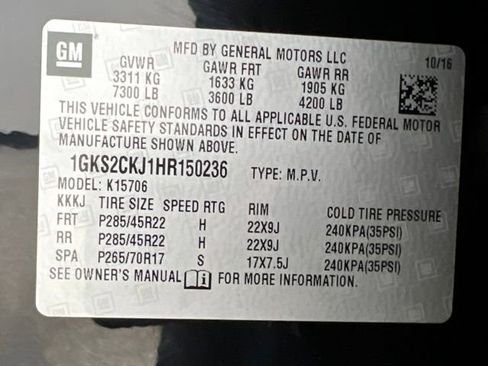 GM
MFD BY GENERAL MOTORS LLC
10/16
GVWR GAWR FRT GAWR RR
3311 KG 1633 KG 1905 KG
7300 LB 3600 LB 4200 LB
THIS VEHICLE CONFORMS TO ALL APPLICABLE U.S. FEDERAL MOTOR
VEHICLE SAFETY STANDARDS IN EFFECT ON THE DATE OF
MANUFACTURE SHOWN ABOVE.
1GKS2CKJ1HR150236 TYPE: M.P.V.
MODEL: K15706
KKKJ TIRE SIZE SPEED RTG RIM COLD TIRE PRESSURE
FRT P285/45R22 H 22X9J 240KPA(35PSI)
RR P285/45R22 H 22X9J 240KPA(35PSI)
SPA P265/70R17 S 17X7.5J 240KPA(35PSI)
SEE OWNER'S MANUAL FOR MORE INFORMATION.